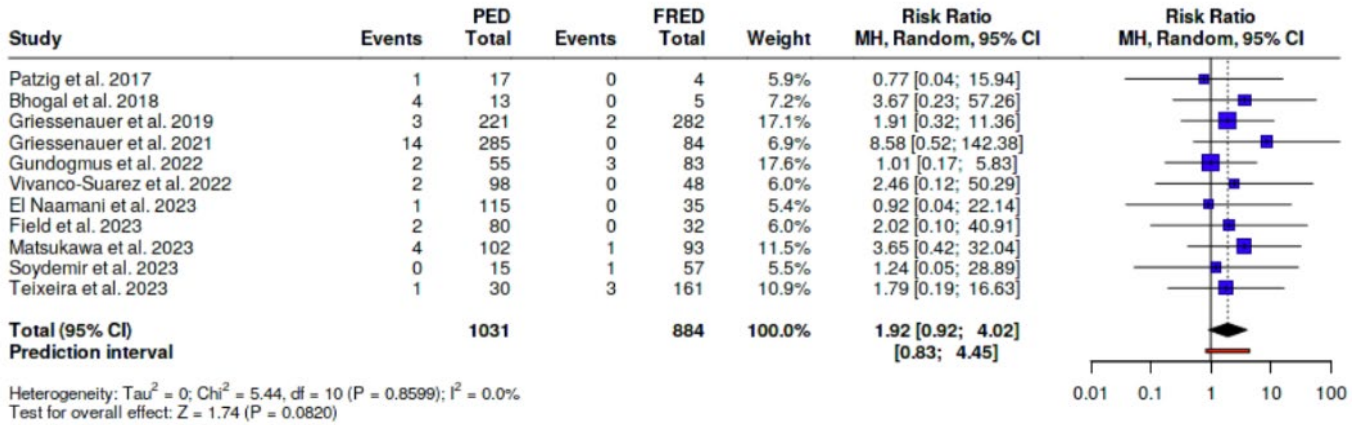 PED FRED Risk Ratio Risk Ratio
Study Events Total Events Total Weight MH, Random, 95% CI MH, Random, 95% CI
Patzig et al. 2017 1 17 0 4 5.9% 0.77 [0.04; 15.94]
Bhogal et al. 2018 4 13 0 5 7.2% 3.67 [0.23; 57.26]
Griessenauer et al. 2019 3 221 2 282 17.1% 1.91 [0.32; 11.36]
Griessenauer et al. 2021 14 285 0 84 6.9% 8.58 [0.52; 142.38]
Gundogmus et al. 2022 2 55 3 83 17.6% 1.01 [0.17; 5.83]
Vivanco-Suarez et al. 2022 2 98 0 48 6.0% 2.46 [0.12; 50.29]
El Naamani et al. 2023 1 115 0 35 5.4% 0.92 [0.04; 22.14]
Field et al. 2023 2 80 0 32 6.0% 2.02 [0.10; 40.91]
Matsukawa et al. 2023 4 102 1 93 11.5% 3.65 [0.42; 32.04]
Soydemir et al. 2023 0 15 1 57 5.5% 1.24 [0.05; 28.89]
Teixeira et al. 2023 1 30 3 161 10.9% 1.79 [0.19; 16.63]
Total (95% CI) 1031 884 100.0% 1.92 [0.92; 4.02]
Prediction interval [0.83; 4.45]
Heterogeneity: Tau² = 0; Chi² = 5.44, df = 10 (P = 0.8599); I² = 0.0%
0.01 0.1 1 10 100
Test for overall effect: Z = 1.74 (P = 0.0820)